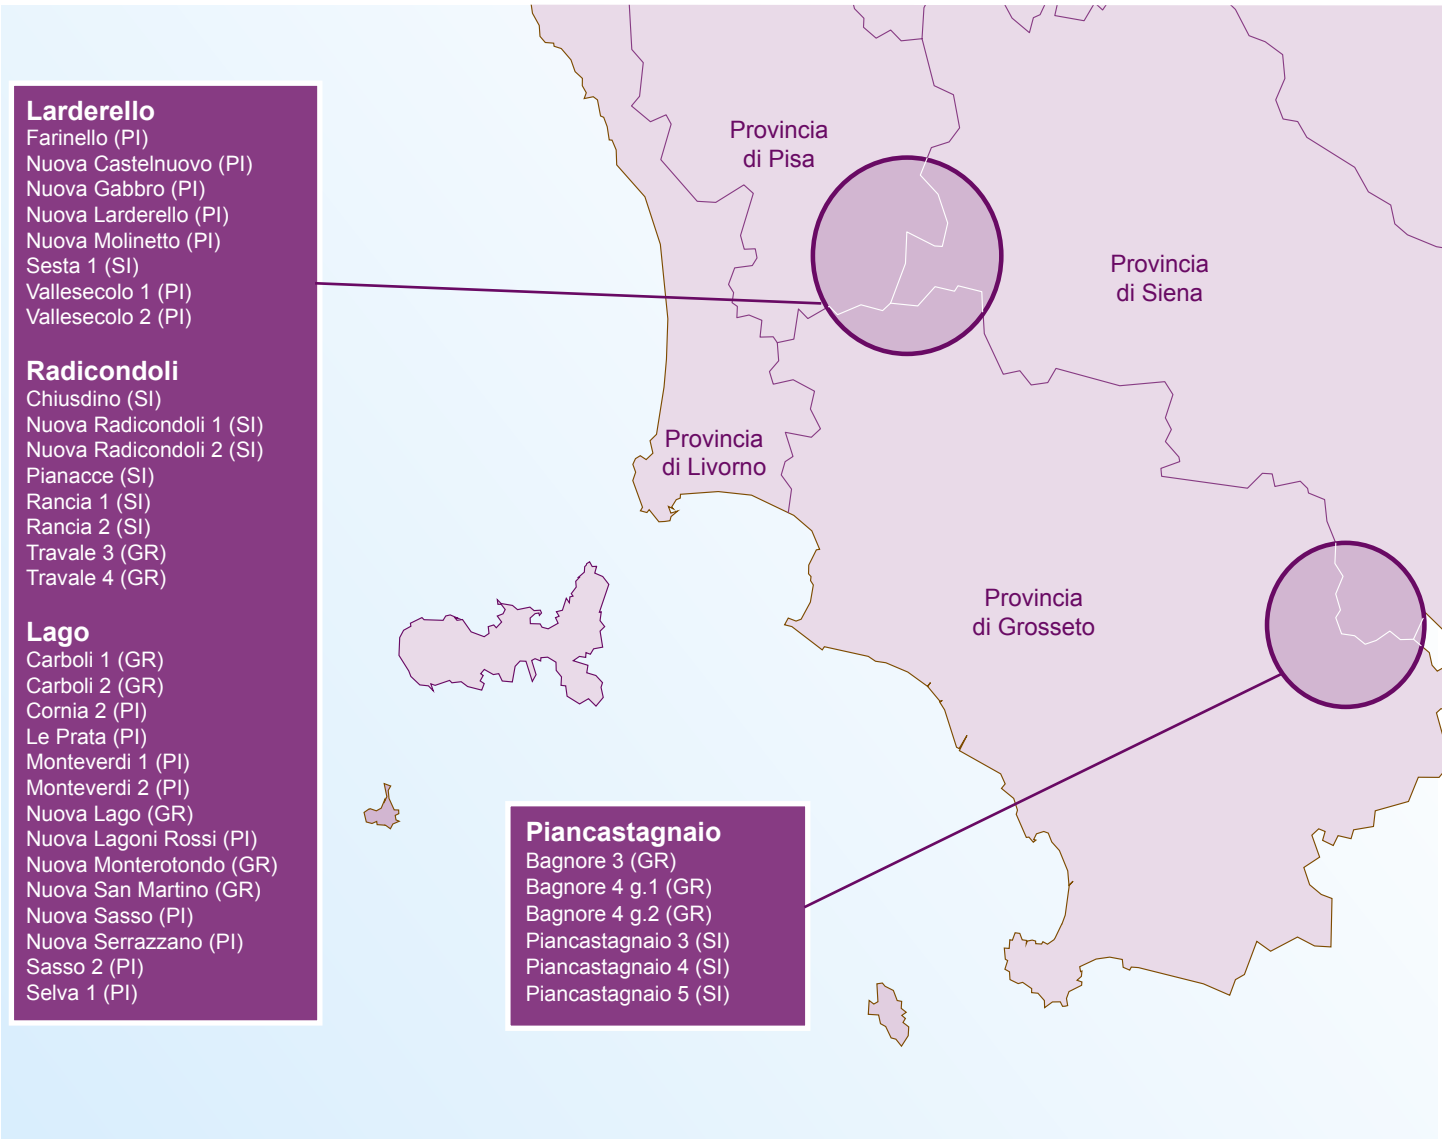 Larderello
Farinello (PI)
Nuova Castelnuovo (PI)
Nuova Gabbro (PI)
Nuova Larderello (PI)
Nuova Molinetto (PI)
Sesta 1 (SI)
Vallesecolo 1 (PI)
Vallesecolo 2 (PI)
Radicondoli
Chiusdino (SI)
Nuova Radicondoli 1 (SI)
Nuova Radicondoli 2 (SI)
Pianacce (SI)
Rancia 1 (SI)
Rancia 2 (SI)
Travale 3 (GR)
Travale 4 (GR)
Lago
Carboli 1 (GR)
Carboli 2 (GR)
Cornia 2 (PI)
Le Prata (PI)
Monteverdi 1 (PI)
Monteverdi 2 (PI)
Nuova Lago (GR)
Nuova Lagoni Rossi (PI)
Nuova Monterotondo (GR)
Nuova San Martino (GR)
Nuova Sasso (PI)
Nuova Serrazzano (PI)
Sasso 2 (PI)
Selva 1 (PI)
Provincia
di Pisa
Provincia
di Siena
Provincia
di Livorno
Provincia
di Grosseto
Piancastagnaio
Bagnore 3 (GR)
Bagnore 4 g.1 (GR)
Bagnore 4 g.2 (GR)
Piancastagnaio 3 (SI)
Piancastagnaio 4 (SI)
Piancastagnaio 5 (SI)